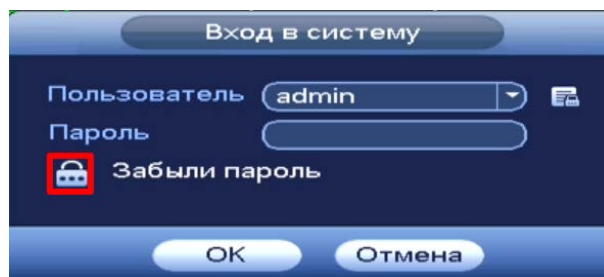 Вход в систему
Пользователь admin
Пароль
Забыли пароль
OK Отмена